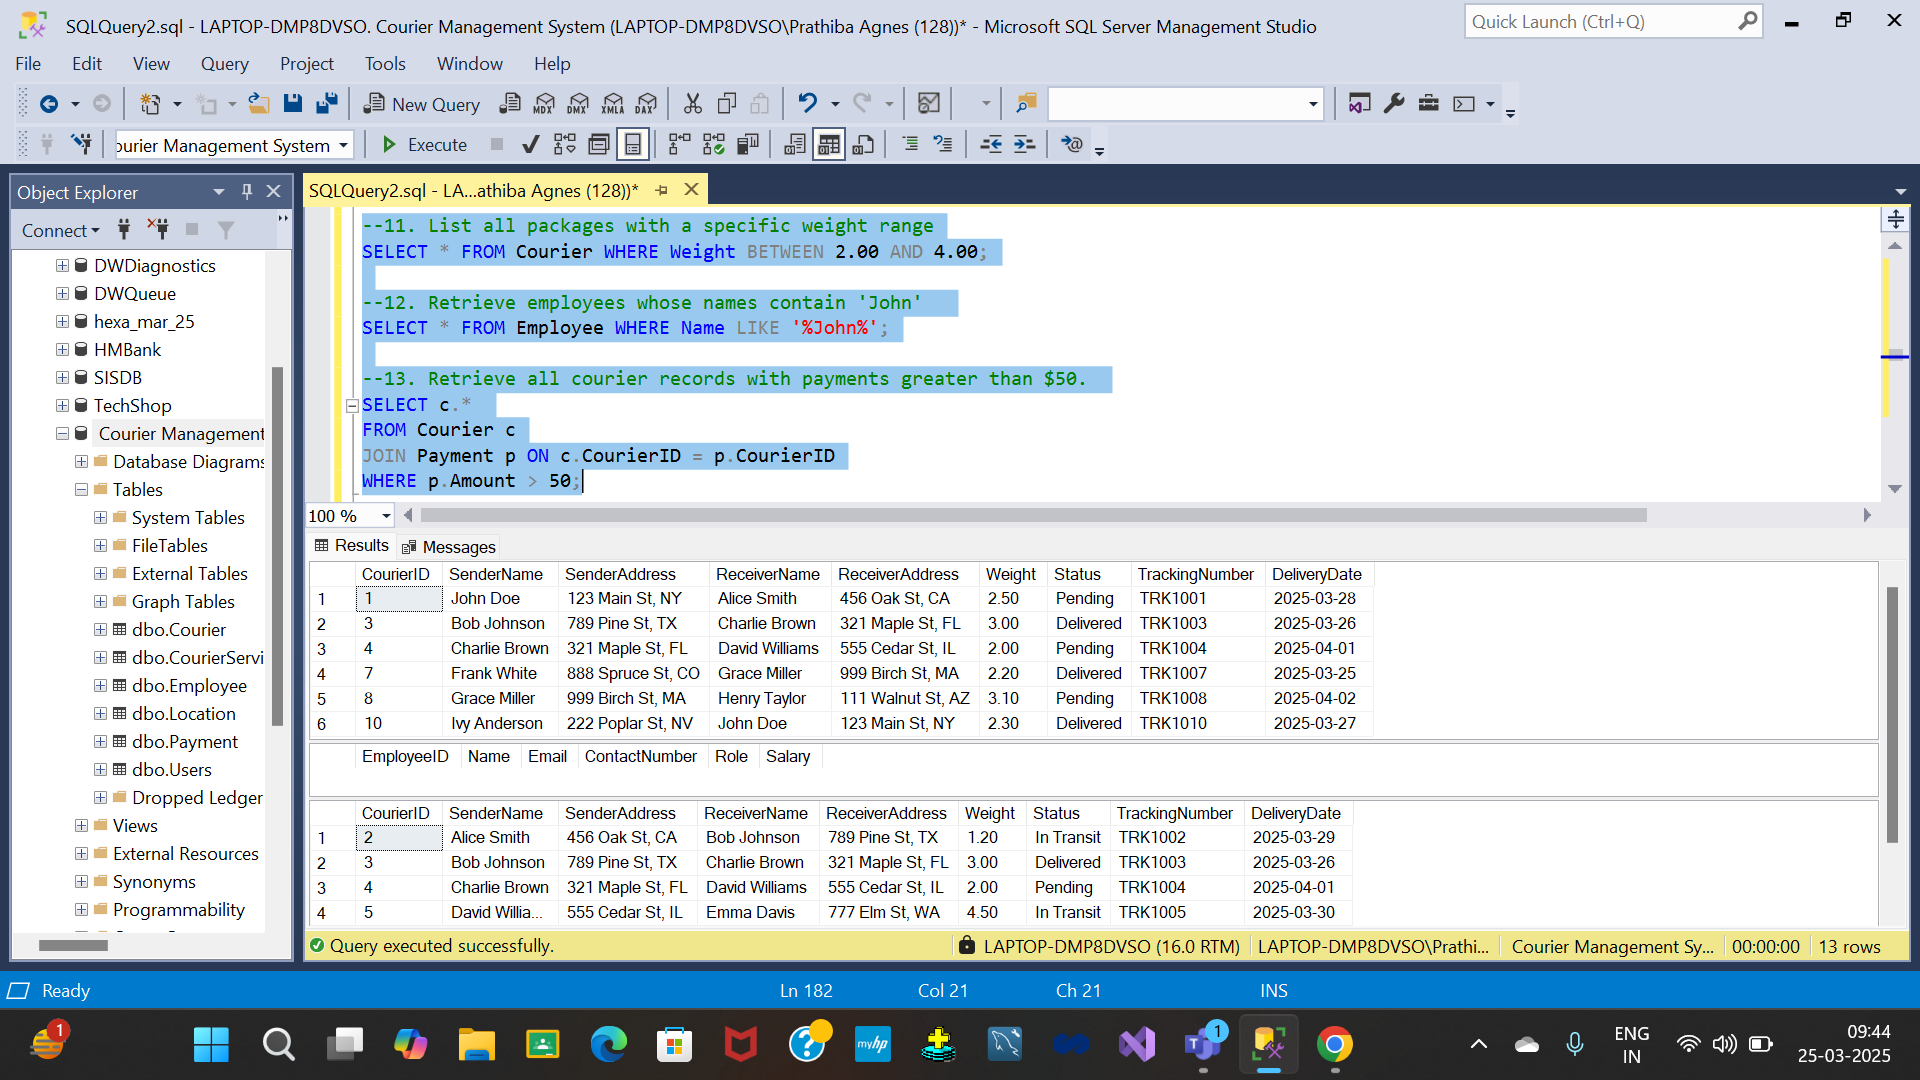 SQLQuery2.sql - LAPTOP-DMP8DVSO. Courier Management System (LAPTOP-DMP8DVSO\Prathiba Agnes (128))* - Microsoft SQL Server Management Studio
Quick Launch (Ctrl+Q)
File Edit View Query Project Tools Window Help
New Query MDX DMX XMLA DAX
ourier Management System Execute
Object Explorer
SQLQuery2.sql - LA...athiba Agnes (128))*
Connect
DWDiagnostics
DWQueue
hexa_mar_25
HMBank
SISDB
TechShop
Courier Management
Database Diagrams
Tables
System Tables
FileTables
External Tables
Graph Tables
dbo.Courier
dbo.CourierServi
dbo.Employee
dbo.Location
dbo.Payment
dbo.Users
Dropped Ledger
Views
External Resources
Synonyms
Programmability
--11. List all packages with a specific weight range
SELECT * FROM Courier WHERE Weight BETWEEN 2.00 AND 4.00;
--12. Retrieve employees whose names contain 'John'
SELECT * FROM Employee WHERE Name LIKE '%John%';
--13. Retrieve all courier records with payments greater than $50.
SELECT c.*
FROM Courier c
JOIN Payment p ON c.CourierID = p.CourierID
WHERE p.Amount > 50;
100 %
Results Messages
CourierID SenderName SenderAddress ReceiverName ReceiverAddress Weight Status TrackingNumber DeliveryDate
1 1 John Doe 123 Main St, NY Alice Smith 456 Oak St, CA 2.50 Pending TRK1001 2025-03-28
2 3 Bob Johnson 789 Pine St, TX Charlie Brown 321 Maple St, FL 3.00 Delivered TRK1003 2025-03-26
3 4 Charlie Brown 321 Maple St, FL David Williams 555 Cedar St, IL 2.00 Pending TRK1004 2025-04-01
4 7 Frank White 888 Spruce St, CO Grace Miller 999 Birch St, MA 2.20 Delivered TRK1007 2025-03-25
5 8 Grace Miller 999 Birch St, MA Henry Taylor 111 Walnut St, AZ 3.10 Pending TRK1008 2025-04-02
6 10 Ivy Anderson 222 Poplar St, NV John Doe 123 Main St, NY 2.30 Delivered TRK1010 2025-03-27
EmployeeID Name Email ContactNumber Role Salary
CourierID SenderName SenderAddress ReceiverName ReceiverAddress Weight Status TrackingNumber DeliveryDate
1 2 Alice Smith 456 Oak St, CA Bob Johnson 789 Pine St, TX 1.20 In Transit TRK1002 2025-03-29
2 3 Bob Johnson 789 Pine St, TX Charlie Brown 321 Maple St, FL 3.00 Delivered TRK1003 2025-03-26
3 4 Charlie Brown 321 Maple St, FL David Williams 555 Cedar St, IL 2.00 Pending TRK1004 2025-04-01
4 5 David Willia... 555 Cedar St, IL Emma Davis 777 Elm St, WA 4.50 In Transit TRK1005 2025-03-30
Query executed successfully. LAPTOP-DMP8DVSO (16.0 RTM) LAPTOP-DMP8DVSO\Prathi... Courier Management Sy... 00:00:00 13 rows
Ready Ln 182 Col 21 Ch 21 INS
1 myhp 1 ENG IN 09:44 25-03-2025